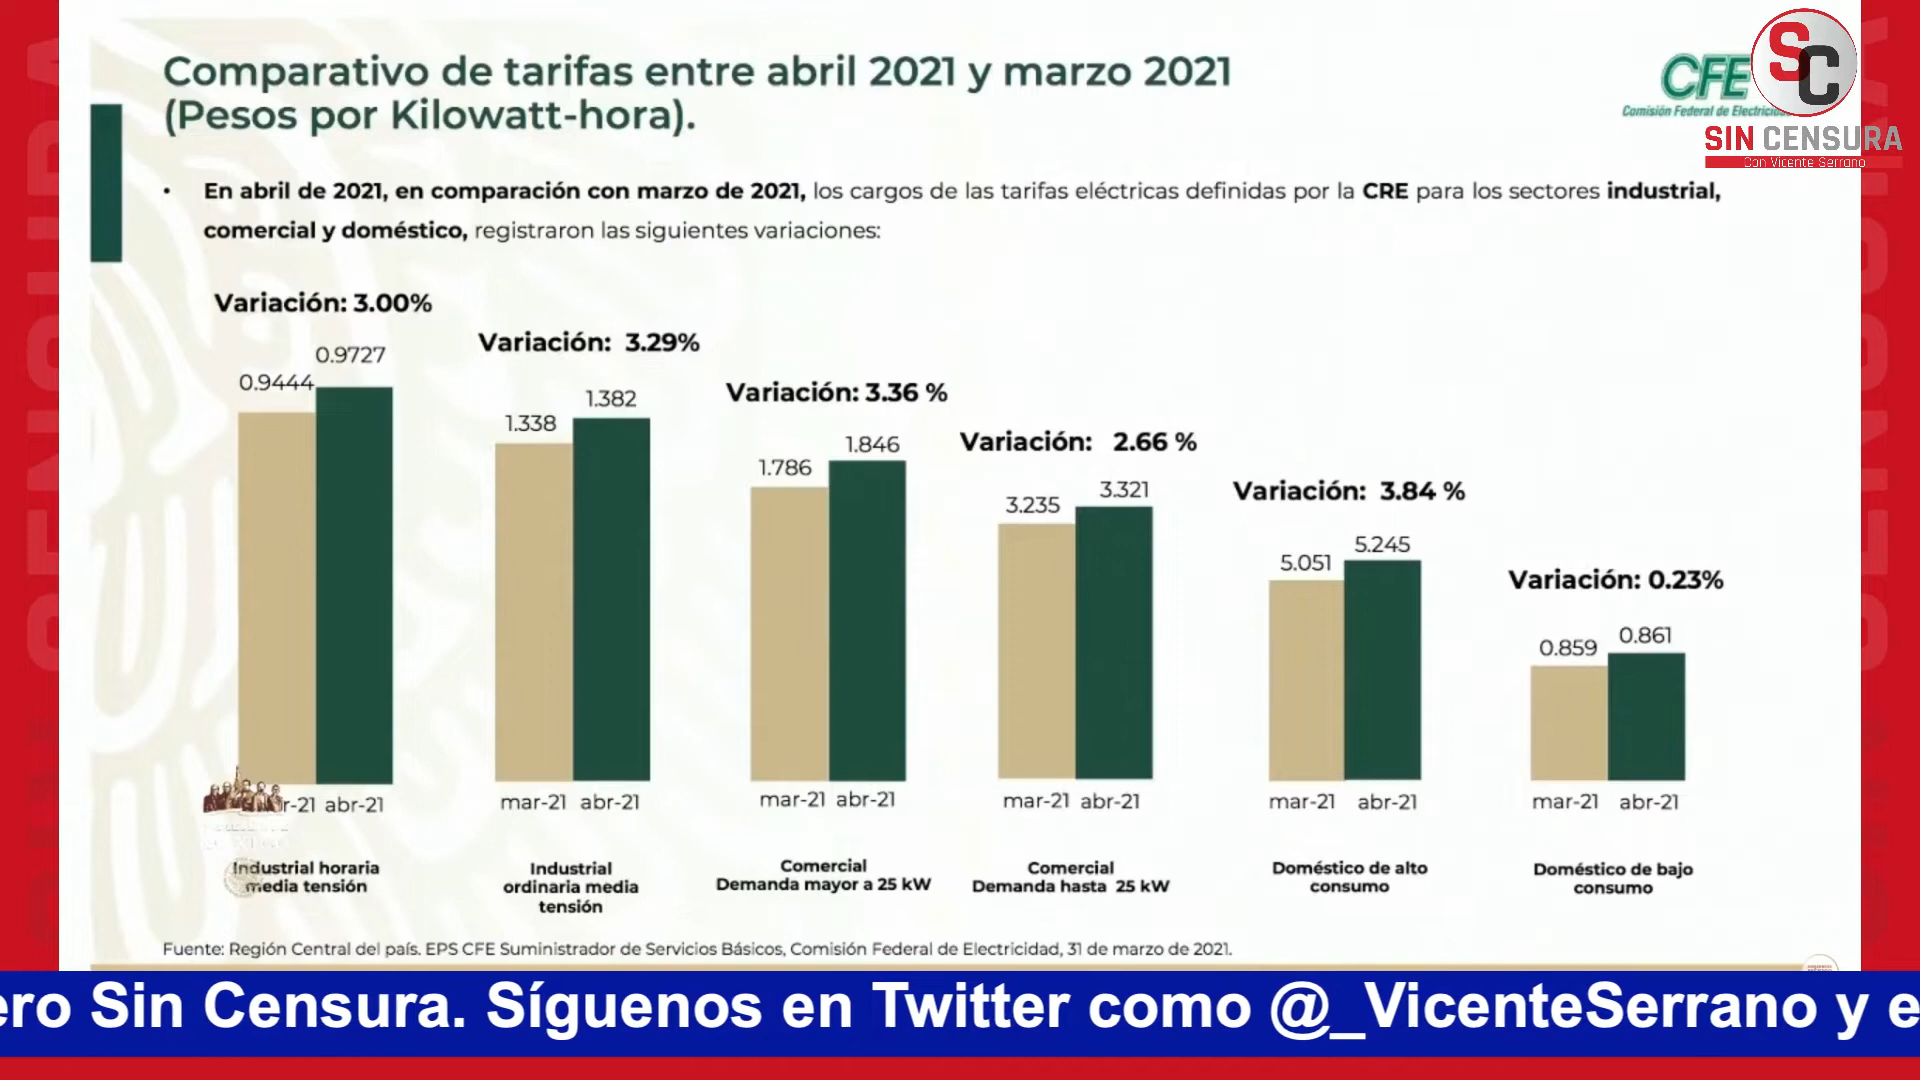 Comparativo de tarifas entre abril 2021 y marzo 2021
(Pesos por Kilowatt-hora).
CFE
Comisión Federal de
SC
SIN CENSURA
Con Vicente Serrano
• En abril de 2021, en comparación con marzo de 2021, los cargos de las tarifas eléctricas definidas por la CRE para los sectores industrial,
comercial y doméstico, registraron las siguientes variaciones:
Variación: 3.00%
0.9444
0.9727
r-21 abr-21
Industrial horaria
media tensión
Variación: 3.29%
1.338
1.382
mar-21 abr-21
Industrial
ordinaria media
tensión
Variación: 3.36 %
1.786
1.846
mar-21 abr-21
Comercial
Demanda mayor a 25 kW
Variación: 2.66 %
3.235
3.321
mar-21 abr-21
Comercial
Demanda hasta 25 kW
Variación: 3.84 %
5.051
5.245
mar-21 abr-21
Doméstico de alto
consumo
Variación: 0.23%
0.859
0.861
mar-21 abr-21
Doméstico de bajo
consumo
Fuente: Región Central del país. EPS CFE Suministrador de Servicios Básicos, Comisión Federal de Electricidad, 31 de marzo de 2021.
ero Sin Censura. Síguenos en Twitter como @_VicenteSerrano y e